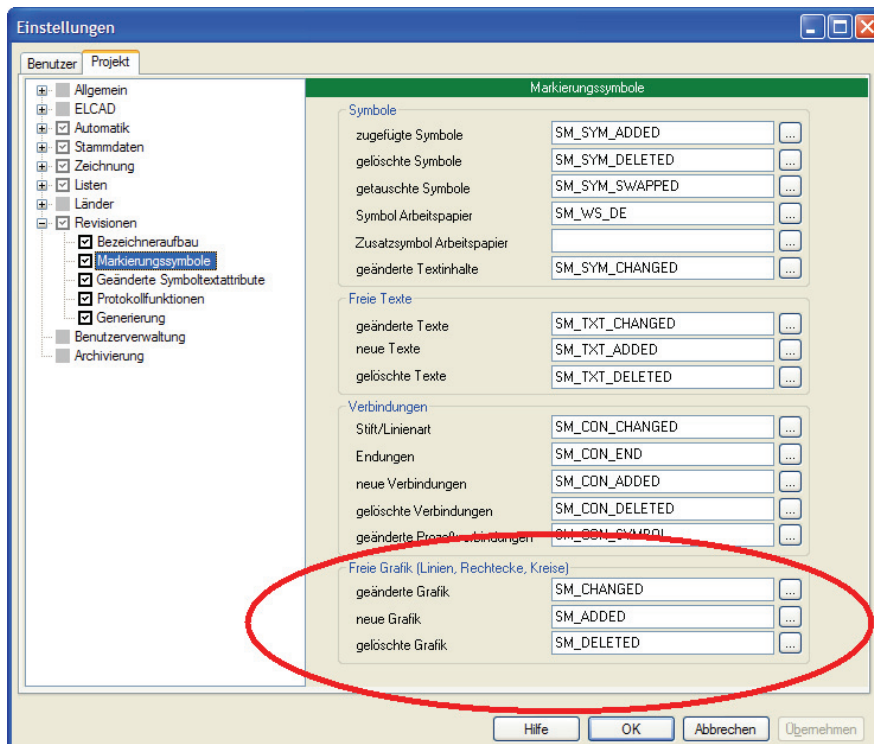 Einstellungen
Benutzer Projekt
Allgemein
ELCAD
Automatik
Stammdaten
Zeichnung
Listen
Länder
Revisionen
Bezeichneraufbau
Markierungssymbole
Geänderte Symboltextattribute
Protokollfunktionen
Generierung
Benutzerverwaltung
Archivierung
Markierungssymbole
Symbole
zugefügte Symbole SM_SYM_ADDED ...
gelöschte Symbole SM_SYM_DELETED ...
getauschte Symbole SM_SYM_SWAPPED ...
Symbol Arbeitspapier SM_WS_DE ...
Zusatzsymbol Arbeitspapier ...
geänderte Textinhalte SM_SYM_CHANGED ...
Freie Texte
geänderte Texte SM_TXT_CHANGED ...
neue Texte SM_TXT_ADDED ...
gelöschte Texte SM_TXT_DELETED ...
Verbindungen
Stift/Linienart SM_CON_CHANGED ...
Endungen SM_CON_END ...
neue Verbindungen SM_CON_ADDED ...
gelöschte Verbindungen SM_CON_DELETED ...
geänderte Prozeßverbindungen SM_CON_SYMBOL ...
Freie Grafik (Linien, Rechtecke, Kreise)
geänderte Grafik SM_CHANGED ...
neue Grafik SM_ADDED ...
gelöschte Grafik SM_DELETED ...
Hilfe OK Abbrechen Übernehmen